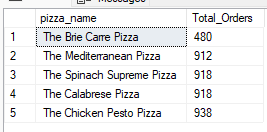 Messages
pizza_name Total_Orders
1 The Brie Carre Pizza 480
2 The Mediterranean Pizza 912
3 The Spinach Supreme Pizza 918
4 The Calabrese Pizza 918
5 The Chicken Pesto Pizza 938